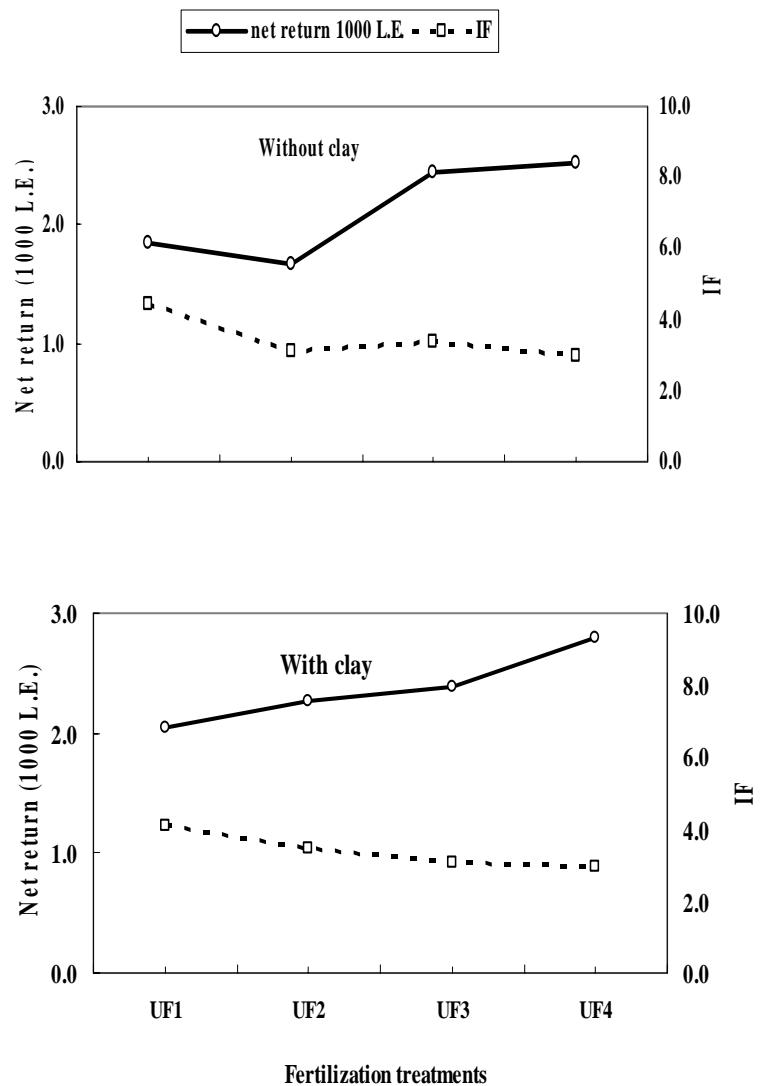 net return 1000 L.E. IF
Without clay
Net return (1000 L.E.)
3.0
2.0
1.0
0.0
10.0
8.0
6.0
4.0
2.0
0.0
IF
With clay
Net return (1000 L.E.)
3.0
2.0
1.0
0.0
10.0
8.0
6.0
4.0
2.0
0.0
IF
UF1 UF2 UF3 UF4
Fertilization treatments